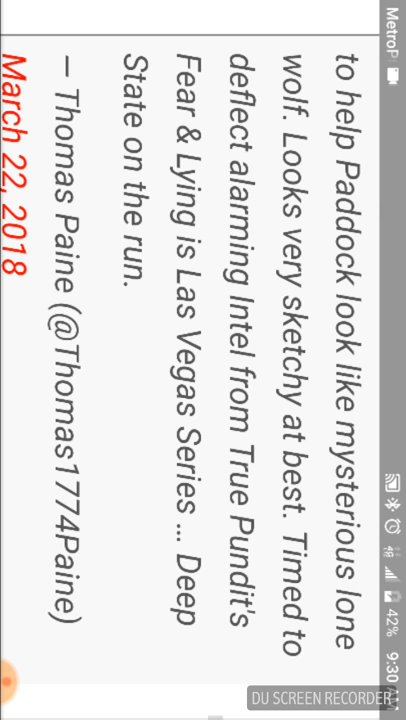 MetroP
42%
9:30 AM
to help Paddock look like mysterious lone
wolf. Looks very sketchy at best. Timed to
deflect alarming Intel from True Pundit's
Fear & Lying is Las Vegas Series ... Deep
State on the run.
— Thomas Paine (@Thomas1774Paine)
March 22, 2018
DU SCREEN RECORDER